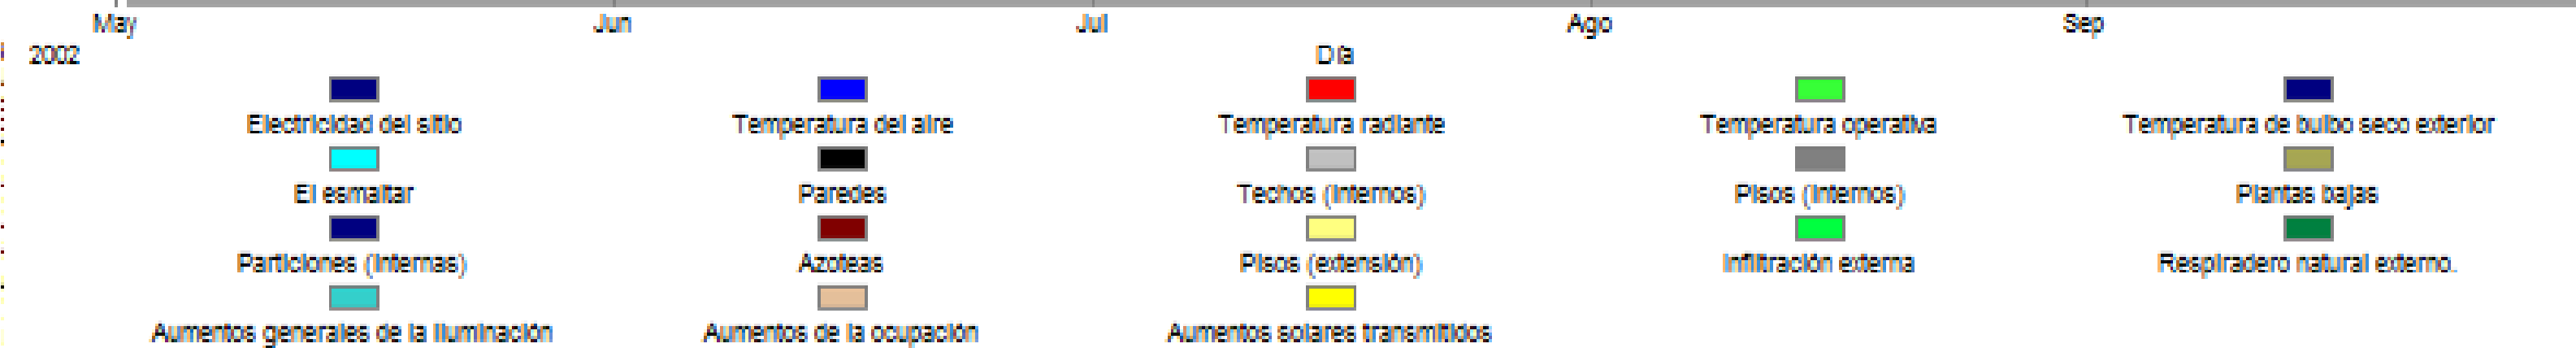 May Jun Jul Ago Sep
2002 Día
Electricidad del sitio Temperatura del aire Temperatura radiante Temperatura operativa Temperatura de bulbo seco exterior
El esmaltar Paredes Techos (internos) Pisos (internos) Plantas bajas
Particiones (internas) Azoteas Pisos (extensión) Infiltración externa Respiradero natural externo.
Aumentos generales de la iluminación Aumentos de la ocupación Aumentos solares transmitidos